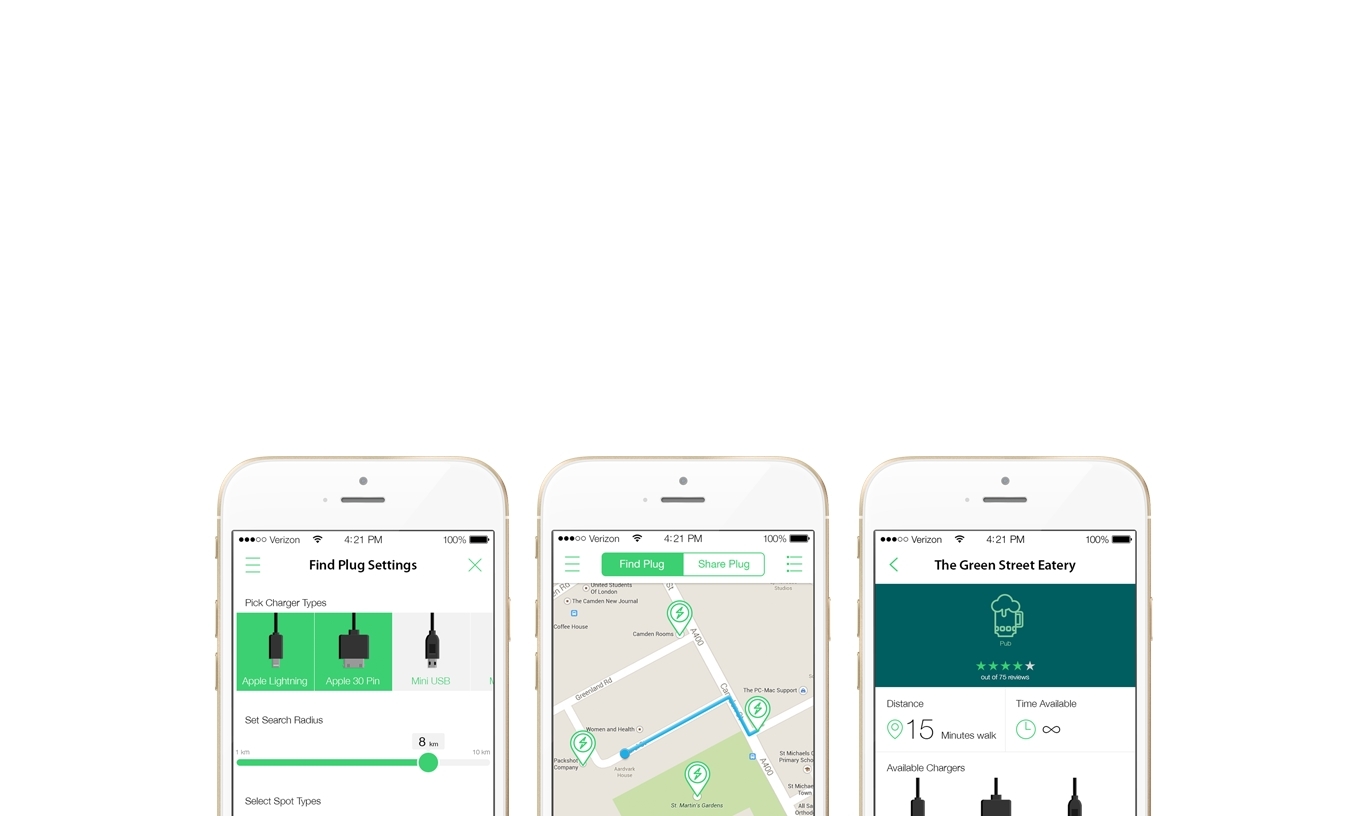 ●●●○○ Verizon 4:21 PM 100%
Find Plug Settings
Pick Charger Types
Apple Lightning Apple 30 Pin Mini USB M
Set Search Radius
8 km
1 km 10 km
Select Spot Types
●●●○○ Verizon 4:21 PM 100%
Find Plug Share Plug
United Students
Of London
The Camden New Journal
Coffee House
Camden Rooms
St
A400
Studios
Greenland Rd
The PC-Mac Support
Women and Health
Packshot
Company
Aardvark
House
St Michaels C
Primary Scho
A400
St Michae
Town
St. Martin's Gardens
All Sa
Orthod
●●●○○ Verizon 4:21 PM 100%
The Green Street Eatery
Pub
out of 75 reviews
Distance Time Available
15 Minutes walk ∞
Available Chargers